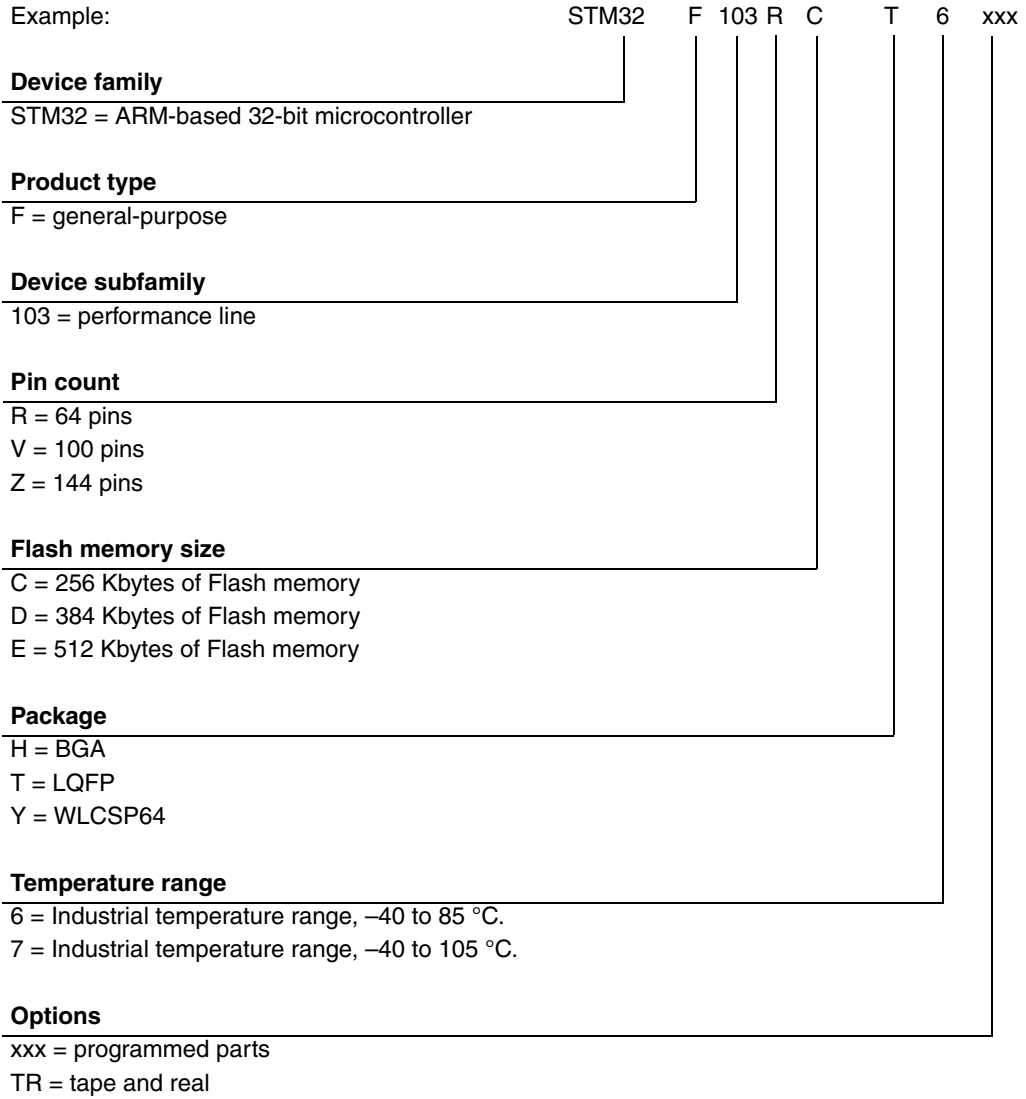 Example: STM32 F 103 R C T 6 xxx
Device family
STM32 = ARM-based 32-bit microcontroller
Product type
F = general-purpose
Device subfamily
103 = performance line
Pin count
R = 64 pins
V = 100 pins
Z = 144 pins
Flash memory size
C = 256 Kbytes of Flash memory
D = 384 Kbytes of Flash memory
E = 512 Kbytes of Flash memory
Package
H = BGA
T = LQFP
Y = WLCSP64
Temperature range
6 = Industrial temperature range, –40 to 85 °C.
7 = Industrial temperature range, –40 to 105 °C.
Options
xxx = programmed parts
TR = tape and real